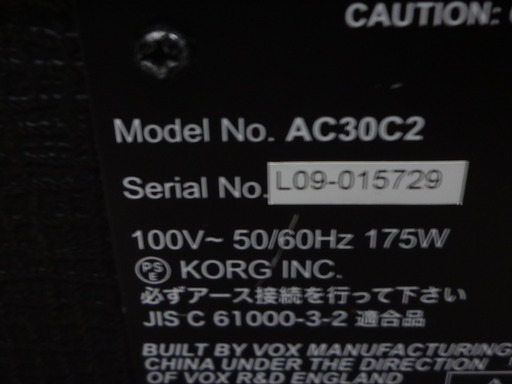 CAUTION:
Model No. AC30C2
Serial No. L09-015729
100V~ 50/60Hz 175W
PS E KORG INC.
必ずアース接続を行って下さい
JIS C 61000-3-2 適合品
BUILT BY VOX MANUFACTURING
CHINA UNDER THE DIRECTION
OF VOX R&D ENGLAND